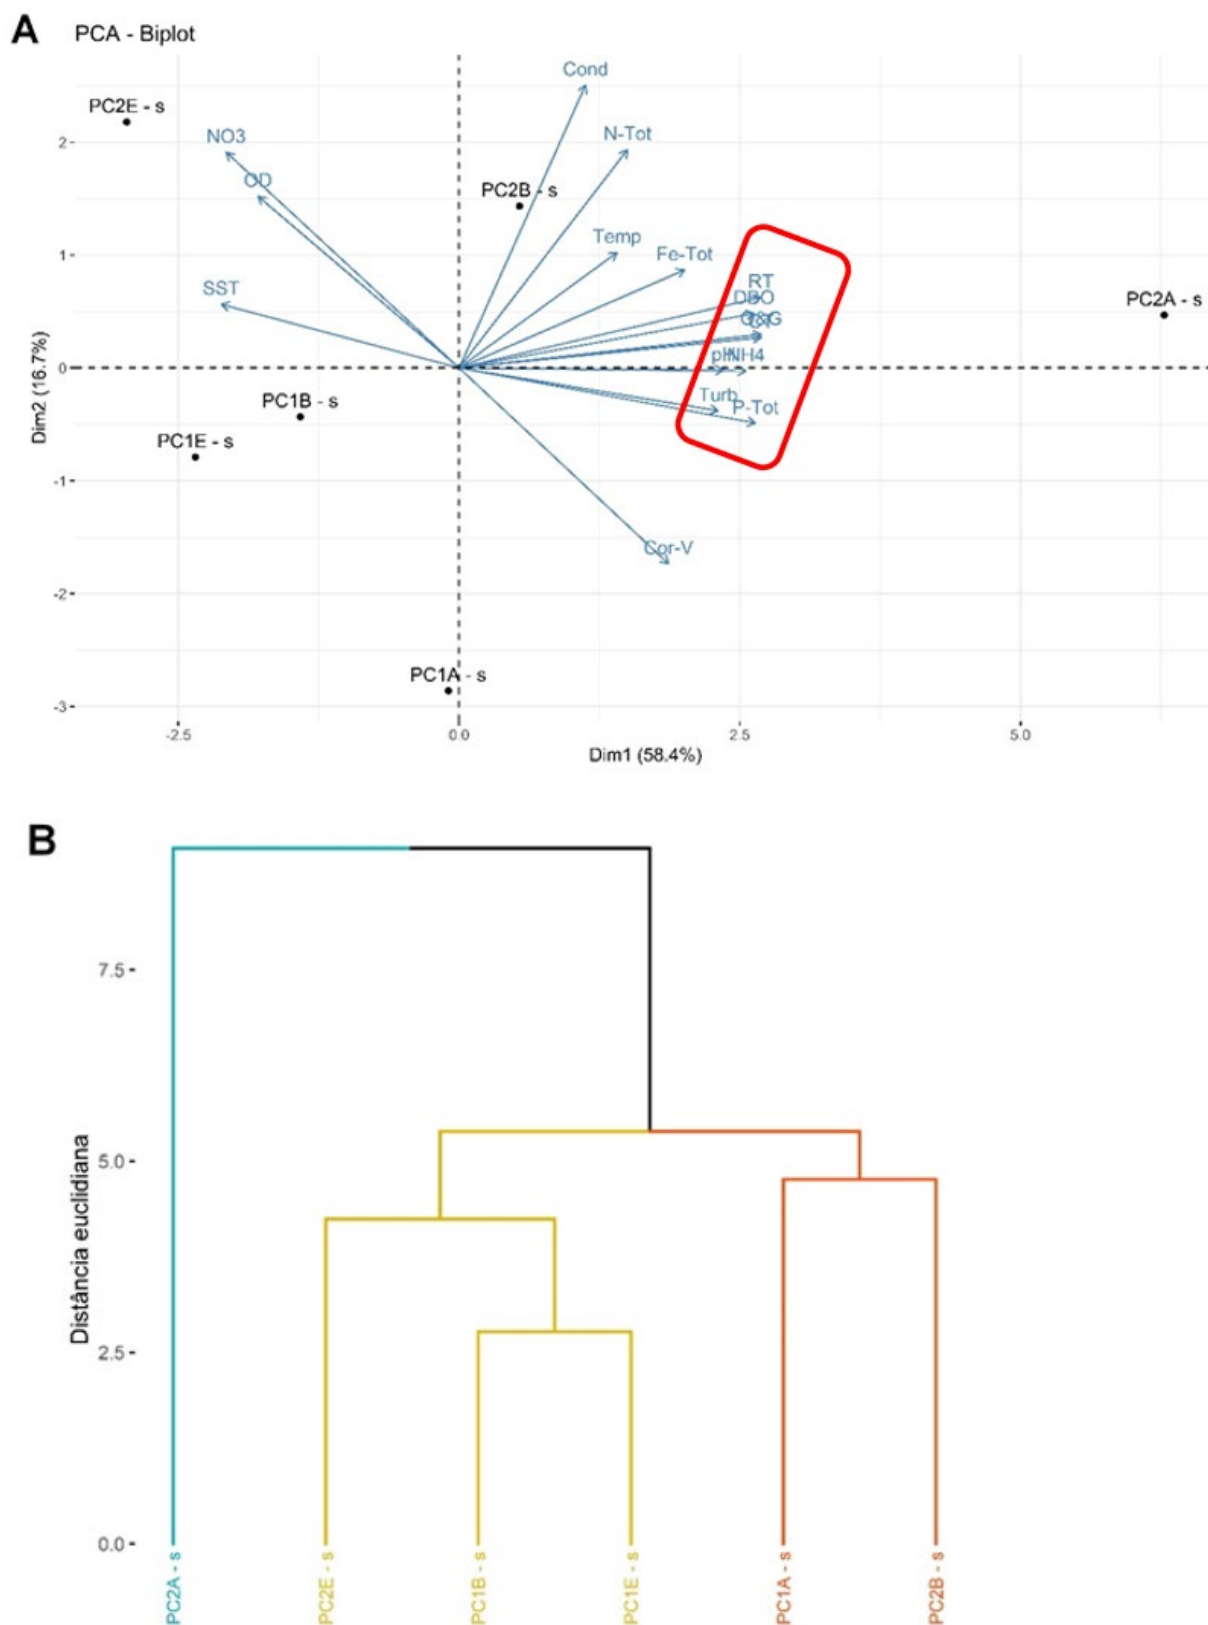 A
PCA - Biplot
Cond
PC2E - s
NO3
N-Tot
2
OD
PC2B - s
Temp
Fe-Tot
1
RT
SST
DBO
PC2A - s
O&G
0
pH
NH4
Turb
P-Tot
PC1B - s
PC1E - s
-1
Cor-V
-2
PC1A - s
-3
-2.5 0.0 2.5 5.0
Dim1 (58.4%)
Dim2 (16.7%)
B
7.5
5.0
2.5
0.0
Distância euclidiana
PC2A - s
PC2E - s
PC1B - s
PC1E - s
PC1A - s
PC2B - s